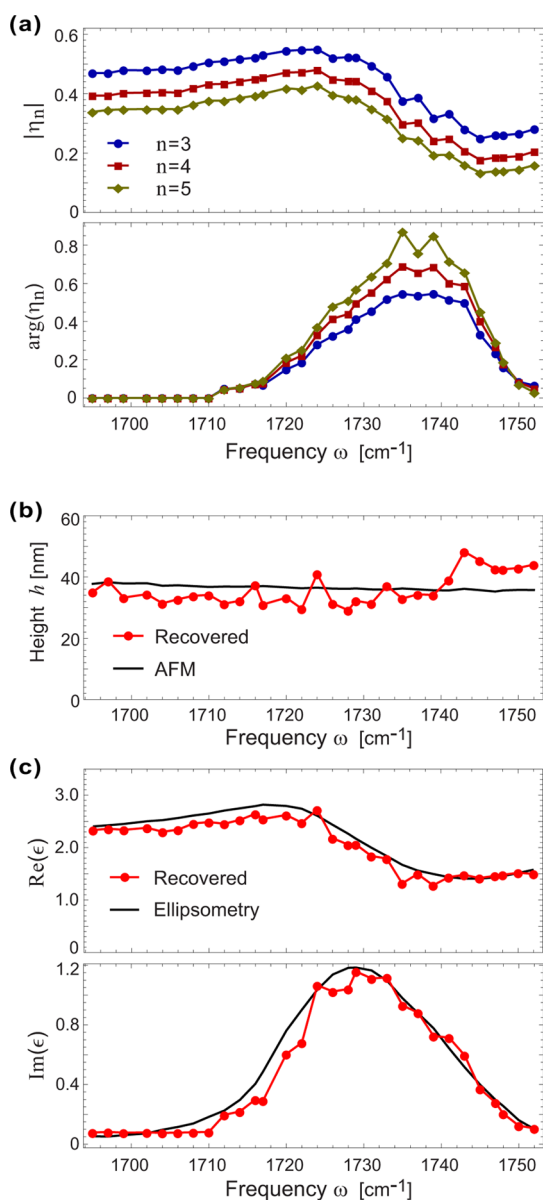 (a)
0.6
0.4
0.2
0
|ηn|
n=3
n=4
n=5
0.8
0.6
0.4
0.2
0
arg(ηn)
1700 1710 1720 1730 1740 1750
Frequency ω [cm-1]
(b)
60
40
20
0
Height h [nm]
Recovered
AFM
1700 1710 1720 1730 1740 1750
Frequency ω [cm-1]
(c)
3.0
2.0
1.0
0
Re(ϵ)
Recovered
Ellipsometry
1.2
0.8
0.4
0
Im(ϵ)
1700 1710 1720 1730 1740 1750
Frequency ω [cm-1]